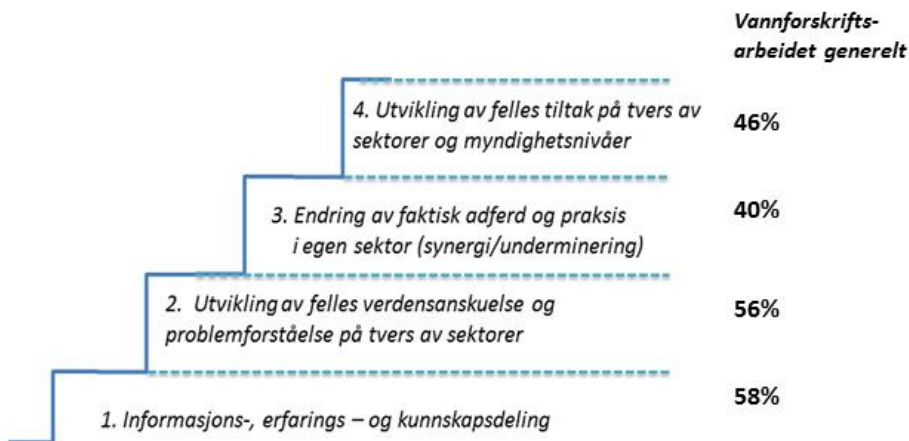 Vannforskrifts-
arbeidet generelt
4. Utvikling av felles tiltak på tvers av
sektorer og myndighetsnivåer
46%
3. Endring av faktisk adferd og praksis
i egen sektor (synergi/underminering)
40%
2. Utvikling av felles verdensanskuelse og
problemforståelse på tvers av sektorer
56%
1. Informasjons-, erfarings – og kunnskapsdeling
58%